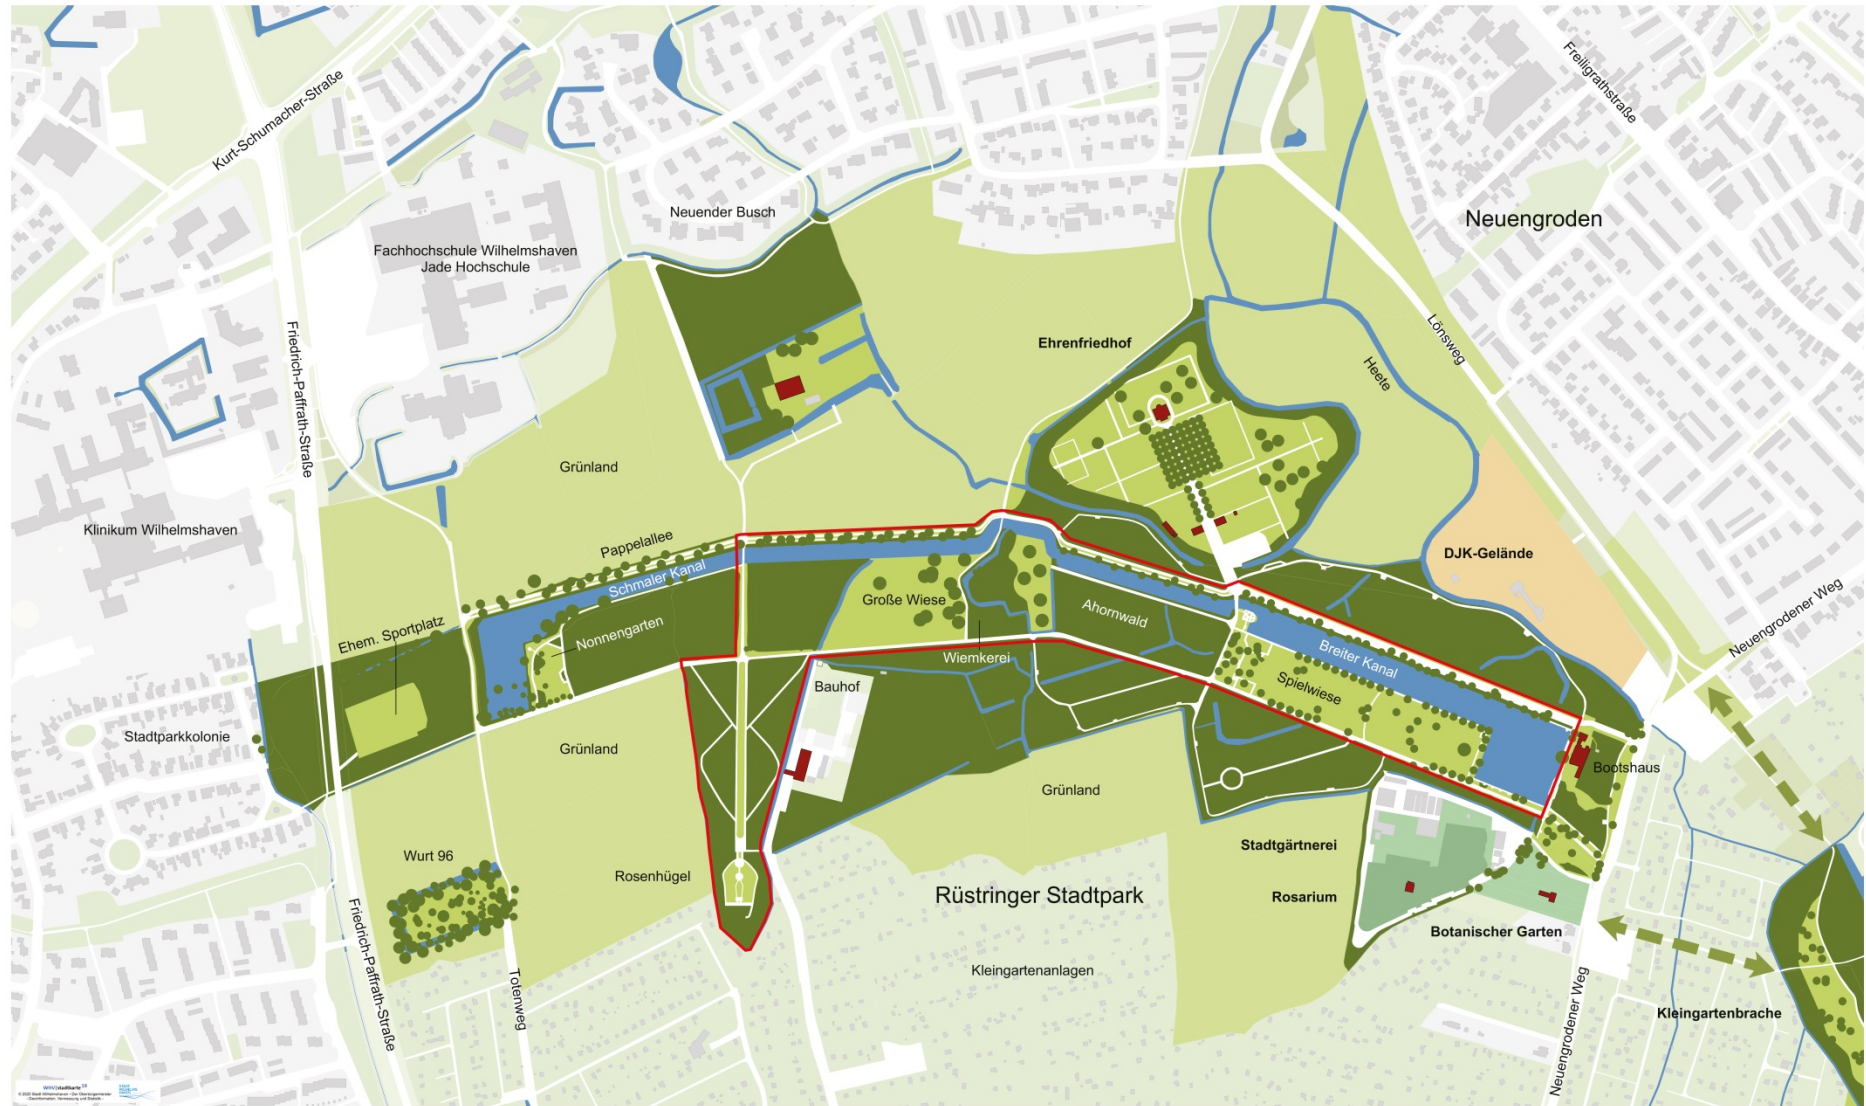 Kurt-Schumacher-Straße
Freiligrathstraße
Neuender Busch
Neuengroden
Fachhochschule Wilhelmshaven
Jade Hochschule
Friedrich-Paffrath-Straße
Ehrenfriedhof
Lönsweg
Heete
Grünland
Klinikum Wilhelmshaven
Pappelallee
DJK-Gelände
Schmaler Kanal
Große Wiese
Ahornwald
Neuengrodener Weg
Ehem. Sportplatz
Nonnengarten
Wiemkerei
Breiter Kanal
Bauhof
Spielwiese
Stadtparkkolonie
Grünland
Bootshaus
Grünland
Wurt 96
Rosenhügel
Stadtgärtnerei
Rüstringer Stadtpark
Rosarium
Botanischer Garten
Friedrich-Paffrath-Straße
Totenweg
Kleingartenanlagen
Neuengrodener Weg
Kleingartenbrache
WHV|stadtkarte